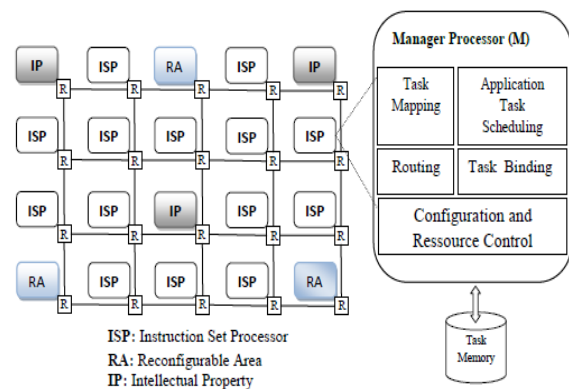 IP ISP RA ISP IP
R R R R R
ISP ISP ISP ISP ISP
R R R R R
ISP ISP IP ISP ISP
R R R R R
RA ISP ISP ISP RA
R R R R R
ISP: Instruction Set Processor
RA: Reconfigurable Area
IP: Intellectual Property
Manager Processor (M)
Task
Mapping
Application
Task
Scheduling
Routing
Task Binding
Configuration and
Ressource Control
Task
Memory